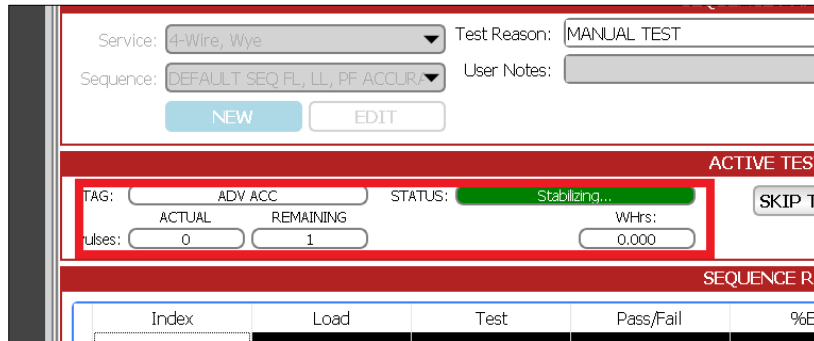 Service: 4-Wire, Wye Test Reason: MANUAL TEST
Sequence: DEFAULT SEQ FL, LL, PF ACCURA User Notes:
NEW EDIT
ACTIVE TES
TAG: ADV ACC STATUS: Stabilizing... SKIP T
ACTUAL REMAINING WHrs:
ulses: 0 1 0.000
SEQUENCE R
Index Load Test Pass/Fail %E